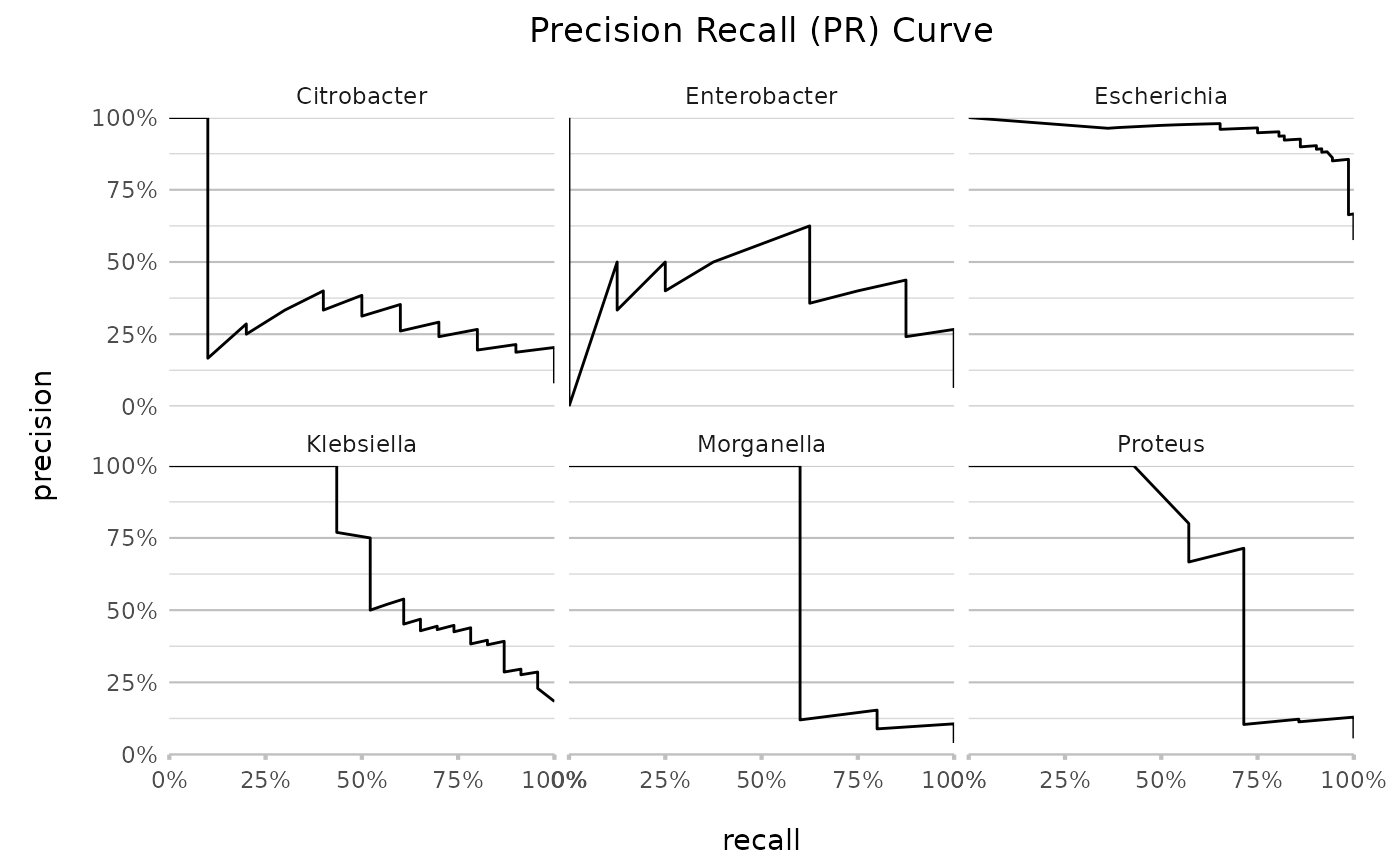 Precision Recall (PR) Curve
Citrobacter Enterobacter Escherichia
100%
75%
50%
25%
0%
precision
Klebsiella Morganella Proteus
100%
75%
50%
25%
0%
0% 25% 50% 75% 100% 0% 25% 50% 75% 100% 0% 25% 50% 75% 100%
recall